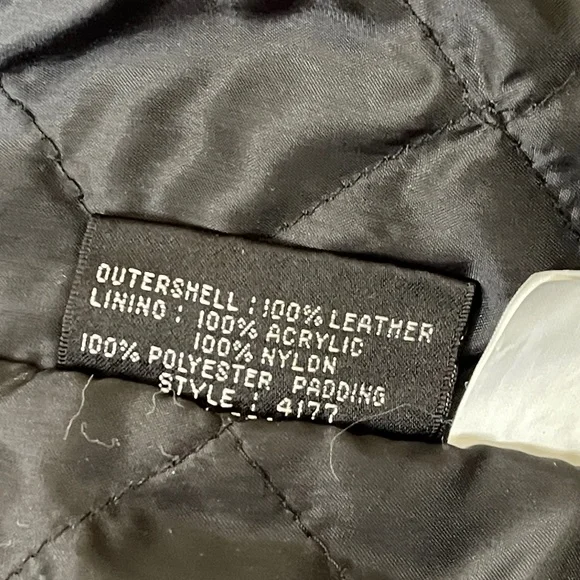 OUTERSHELL : 100% LEATHER
LINING : 100% ACRYLIC
100% NYLON
100% POLYESTER PADDING
STYLE : 4177